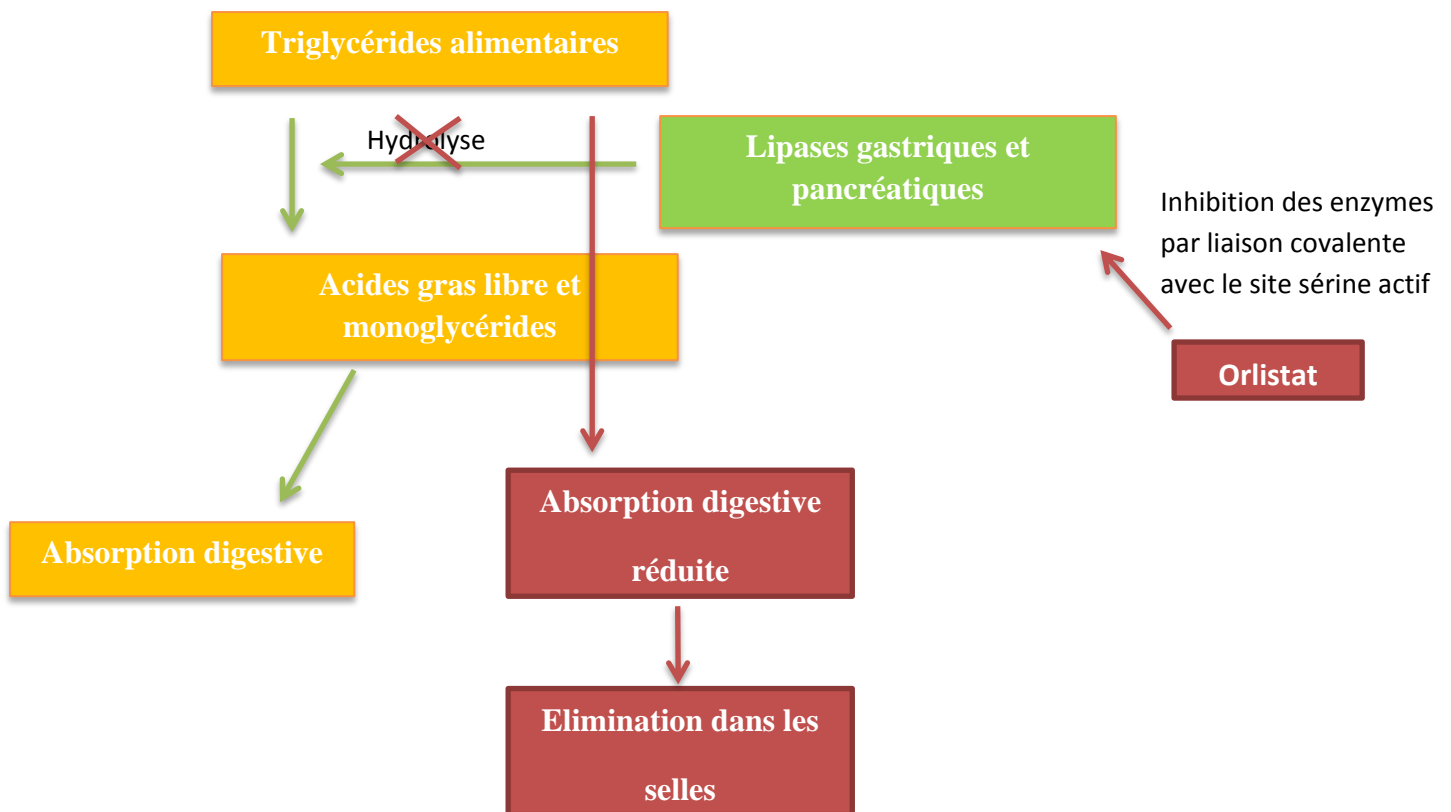 Triglycérides alimentaires
Hydrolyse
Lipases gastriques et
pancréatiques
Inhibition des enzymes
par liaison covalente
avec le site sérine actif
Acides gras libre et
monoglycérides
Orlistat
Absorption digestive
réduite
Absorption digestive
Elimination dans les
selles